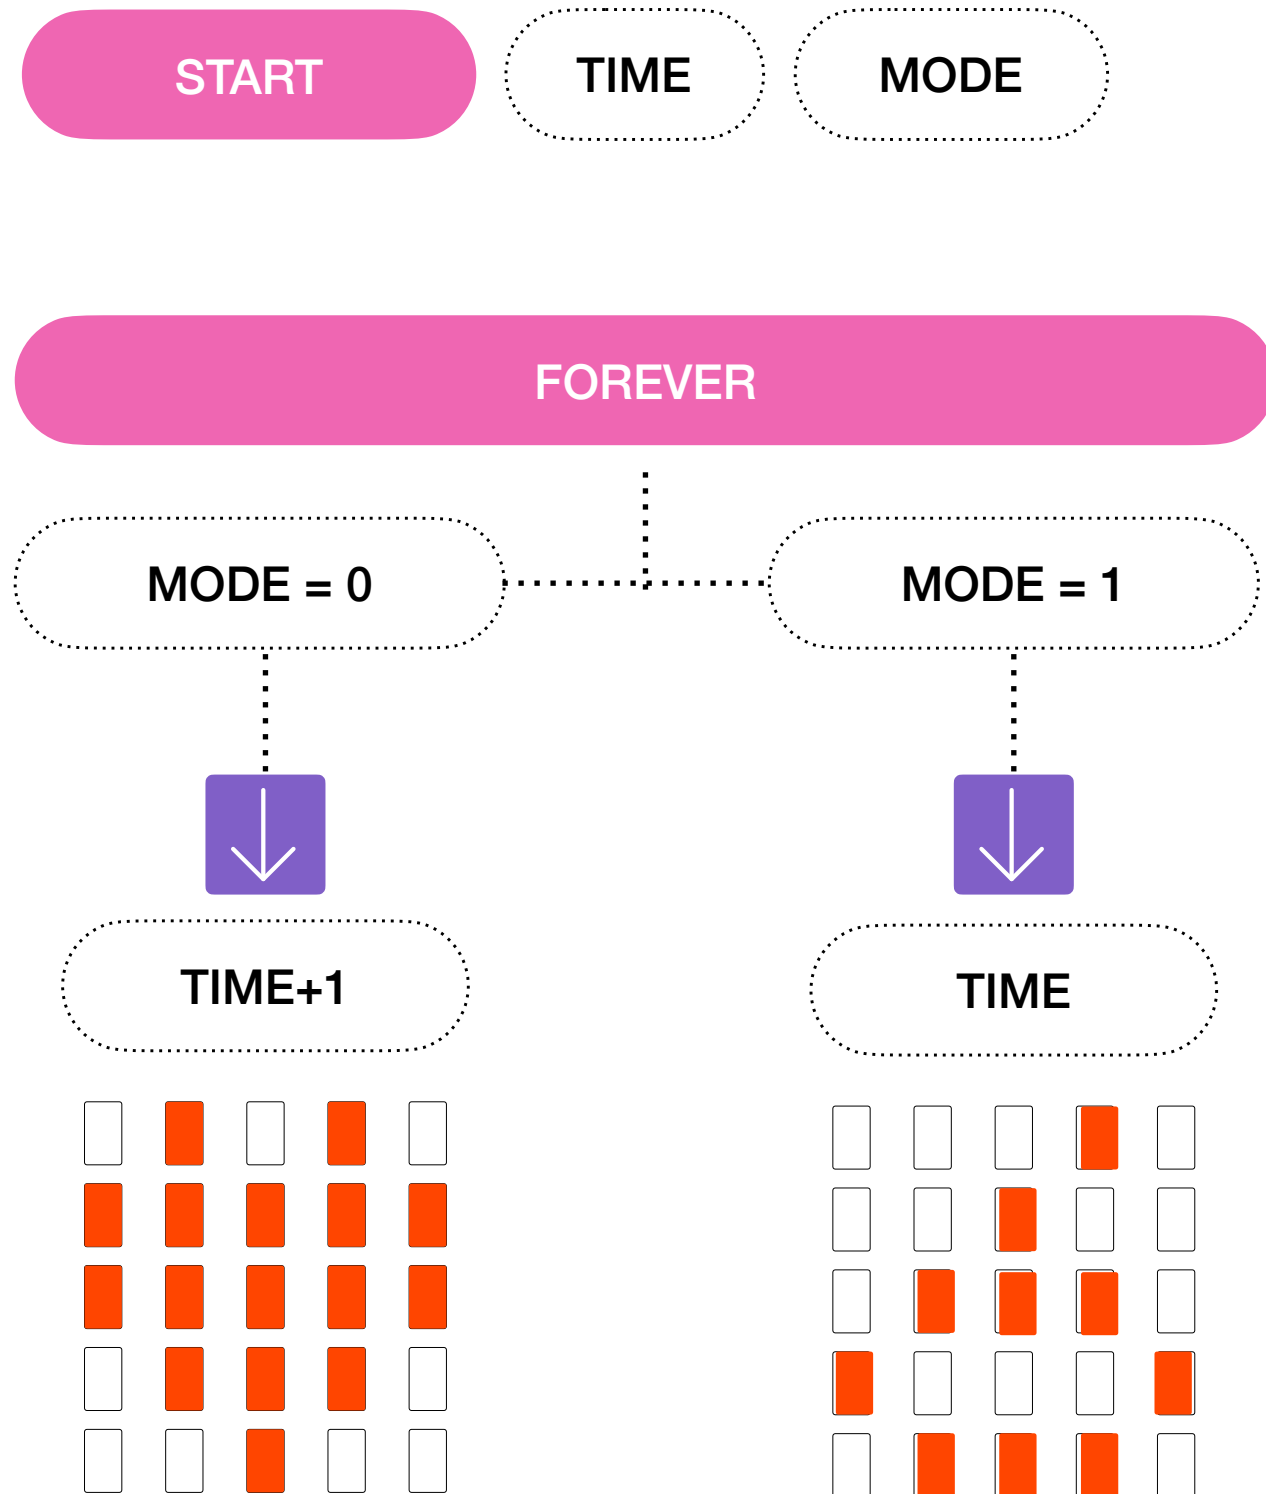 START
TIME
MODE
FOREVER
MODE = 0
MODE = 1
TIME+1
TIME